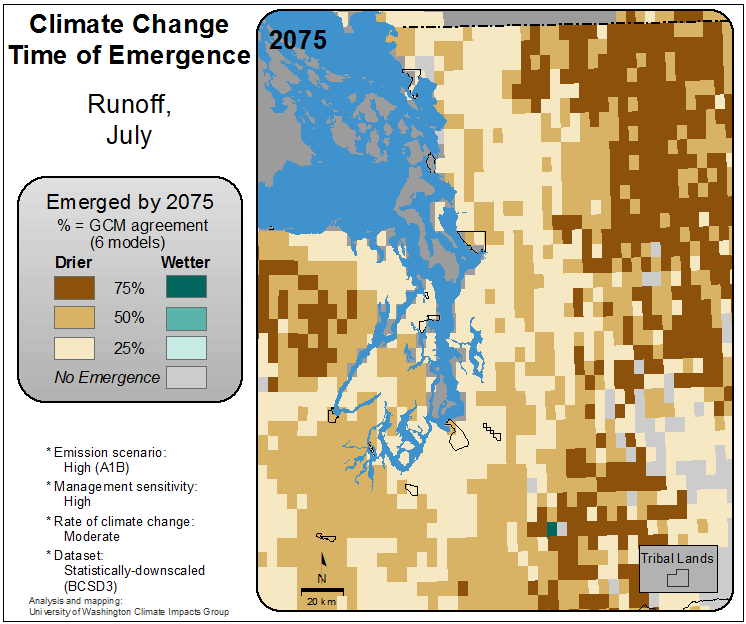 Climate Change
Time of Emergence
Runoff,
July
Emerged by 2075
% = GCM agreement
(6 models)
Drier Wetter
75%
50%
25%
No Emergence
* Emission scenario:
High (A1B)
* Management sensitivity:
High
* Rate of climate change:
Moderate
* Dataset:
Statistically-downscaled
(BCSD3)
Analysis and mapping:
University of Washington Climate Impacts Group
2075
N
20 km
Tribal Lands